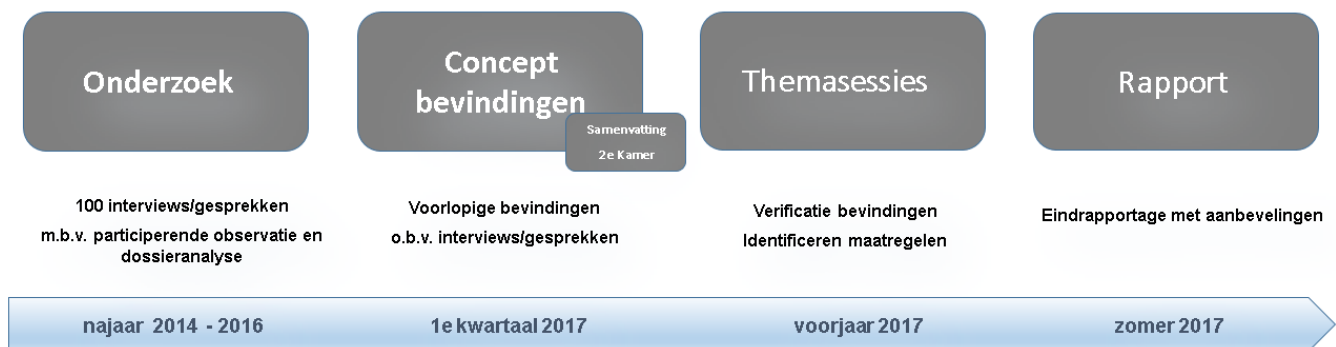 Onderzoek
Concept
bevindingen
Samenvatting
2e Kamer
Themasessies
Rapport
100 interviews/gesprekken
m.b.v. participerende observatie en
dossieranalyse
Voorlopige bevindingen
o.b.v. interviews/gesprekken
Verificatie bevindingen
Identificeren maatregelen
Eindrapportage met aanbevelingen
najaar 2014 - 2016
1e kwartaal 2017
voorjaar 2017
zomer 2017